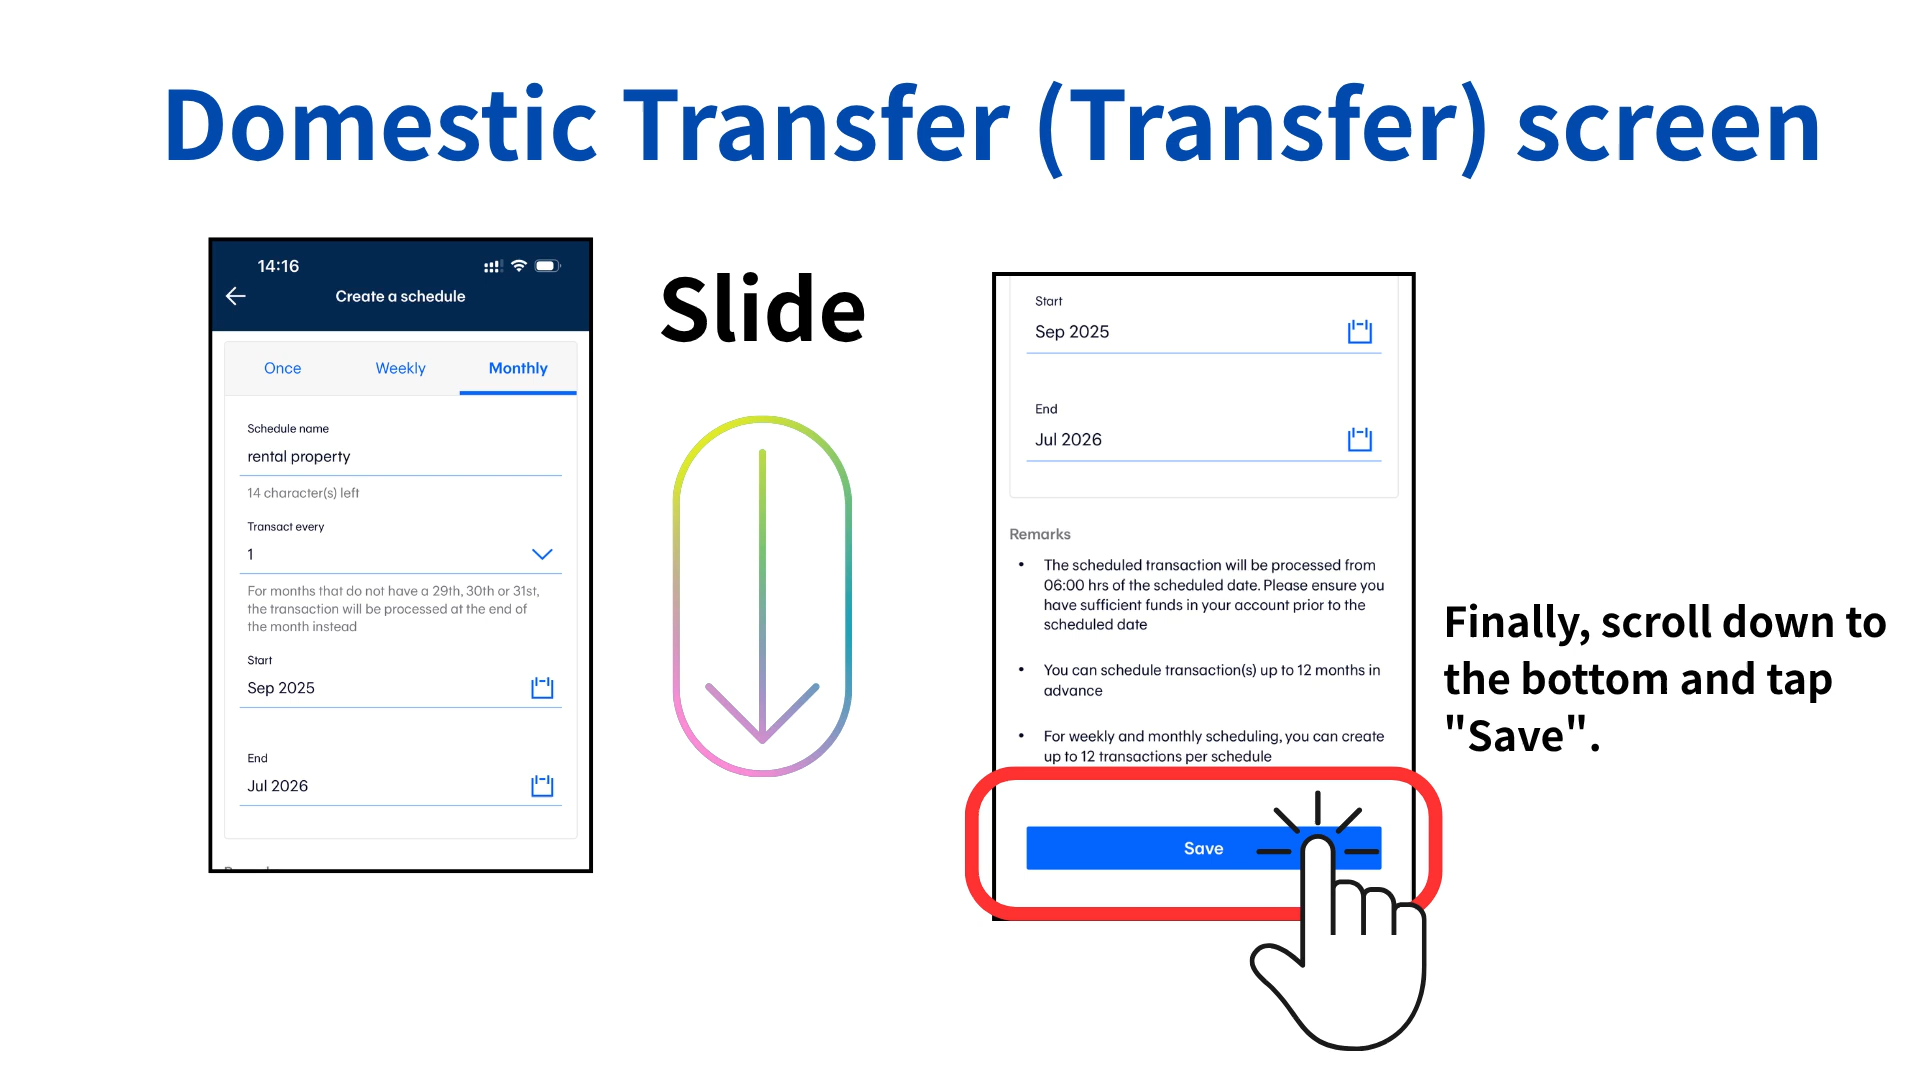 Domestic Transfer (Transfer) screen
14:16
Create a schedule
Once Weekly Monthly
Schedule name
rental property
14 character(s) left
Transact every
1
For months that do not have a 29th, 30th or 31st,
the transaction will be processed at the end of
the month instead
Start
Sep 2025
End
Jul 2026
Slide
Start
Sep 2025
End
Jul 2026
Remarks
• The scheduled transaction will be processed from
06:00 hrs of the scheduled date. Please ensure you
have sufficient funds in your account prior to the
scheduled date
• You can schedule transaction(s) up to 12 months in
advance
• For weekly and monthly scheduling, you can create
up to 12 transactions per schedule
Save
Finally, scroll down to
the bottom and tap
"Save".